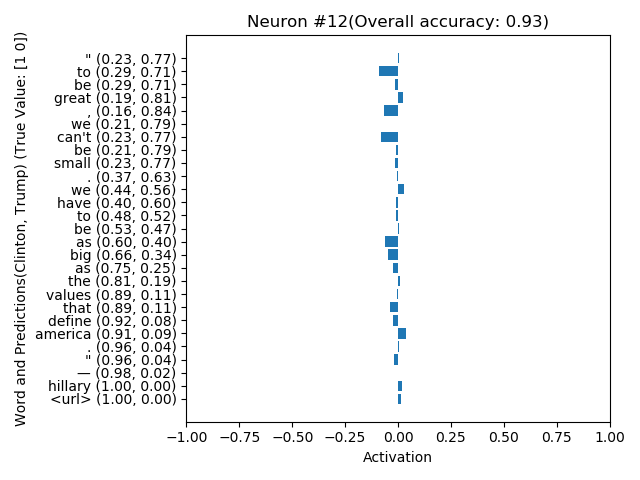 Neuron #12(Overall accuracy: 0.93)
Word and Predictions(Clinton, Trump) (True Value: [1 0])
" (0.23, 0.77)
to (0.29, 0.71)
be (0.29, 0.71)
great (0.19, 0.81)
, (0.16, 0.84)
we (0.21, 0.79)
can't (0.23, 0.77)
be (0.21, 0.79)
small (0.23, 0.77)
. (0.37, 0.63)
we (0.44, 0.56)
have (0.40, 0.60)
to (0.48, 0.52)
be (0.53, 0.47)
as (0.60, 0.40)
big (0.66, 0.34)
as (0.75, 0.25)
the (0.81, 0.19)
values (0.89, 0.11)
that (0.89, 0.11)
define (0.92, 0.08)
america (0.91, 0.09)
. (0.96, 0.04)
" (0.96, 0.04)
— (0.98, 0.02)
hillary (1.00, 0.00)
<url> (1.00, 0.00)
−1.00 −0.75 −0.50 −0.25 0.00 0.25 0.50 0.75 1.00
Activation